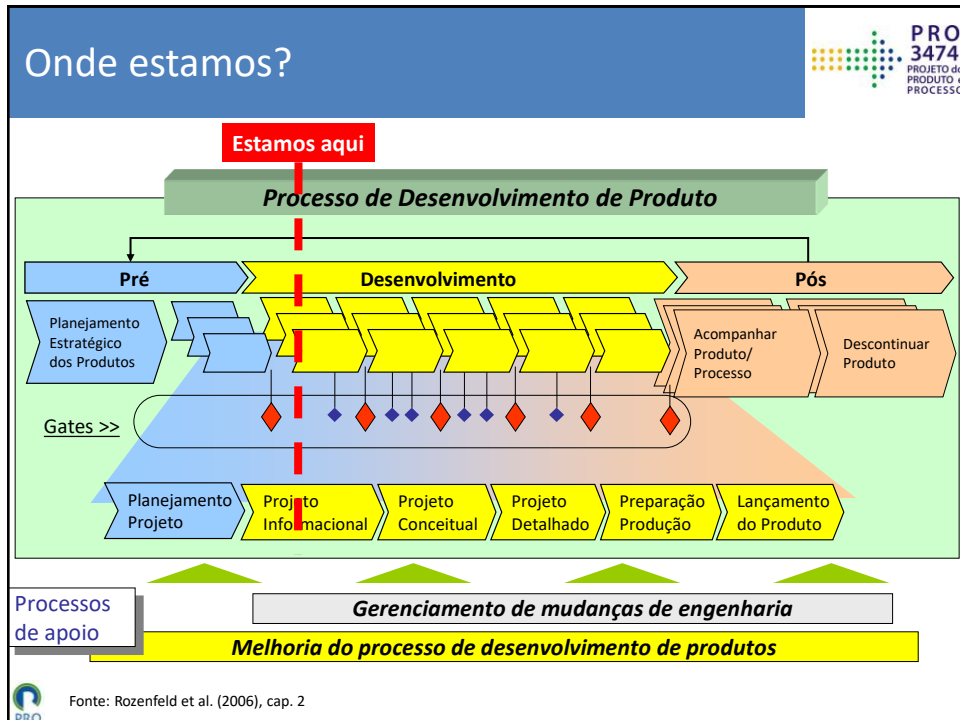 Onde estamos?
PRO
3474
PROJETO do
PRODUTO e
PROCESSO
Estamos aqui
Processo de Desenvolvimento de Produto
Pré
Desenvolvimento
Pós
Planejamento
Estratégico
dos Produtos
Acompanhar
Produto/
Processo
Descontinuar
Produto
Gates >>
Planejamento
Projeto
Projeto
Informacional
Projeto
Conceitual
Projeto
Detalhado
Preparação
Produção
Lançamento
do Produto
Processos
de apoio
Gerenciamento de mudanças de engenharia
Melhoria do processo de desenvolvimento de produtos
Fonte: Rozenfeld et al. (2006), cap. 2
PRO